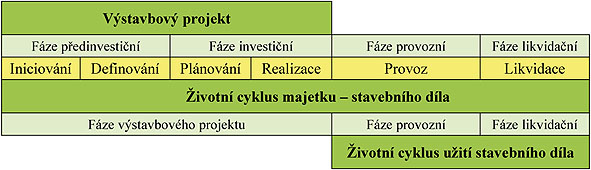 Výstavbový projekt
Fáze předinvestiční Fáze investiční Fáze provozní Fáze likvidační
Iniciování Definování Plánování Realizace Provoz Likvidace
Životní cyklus majetku – stavebního díla
Fáze výstavbového projektu Fáze provozní Fáze likvidační
Životní cyklus užití stavebního díla